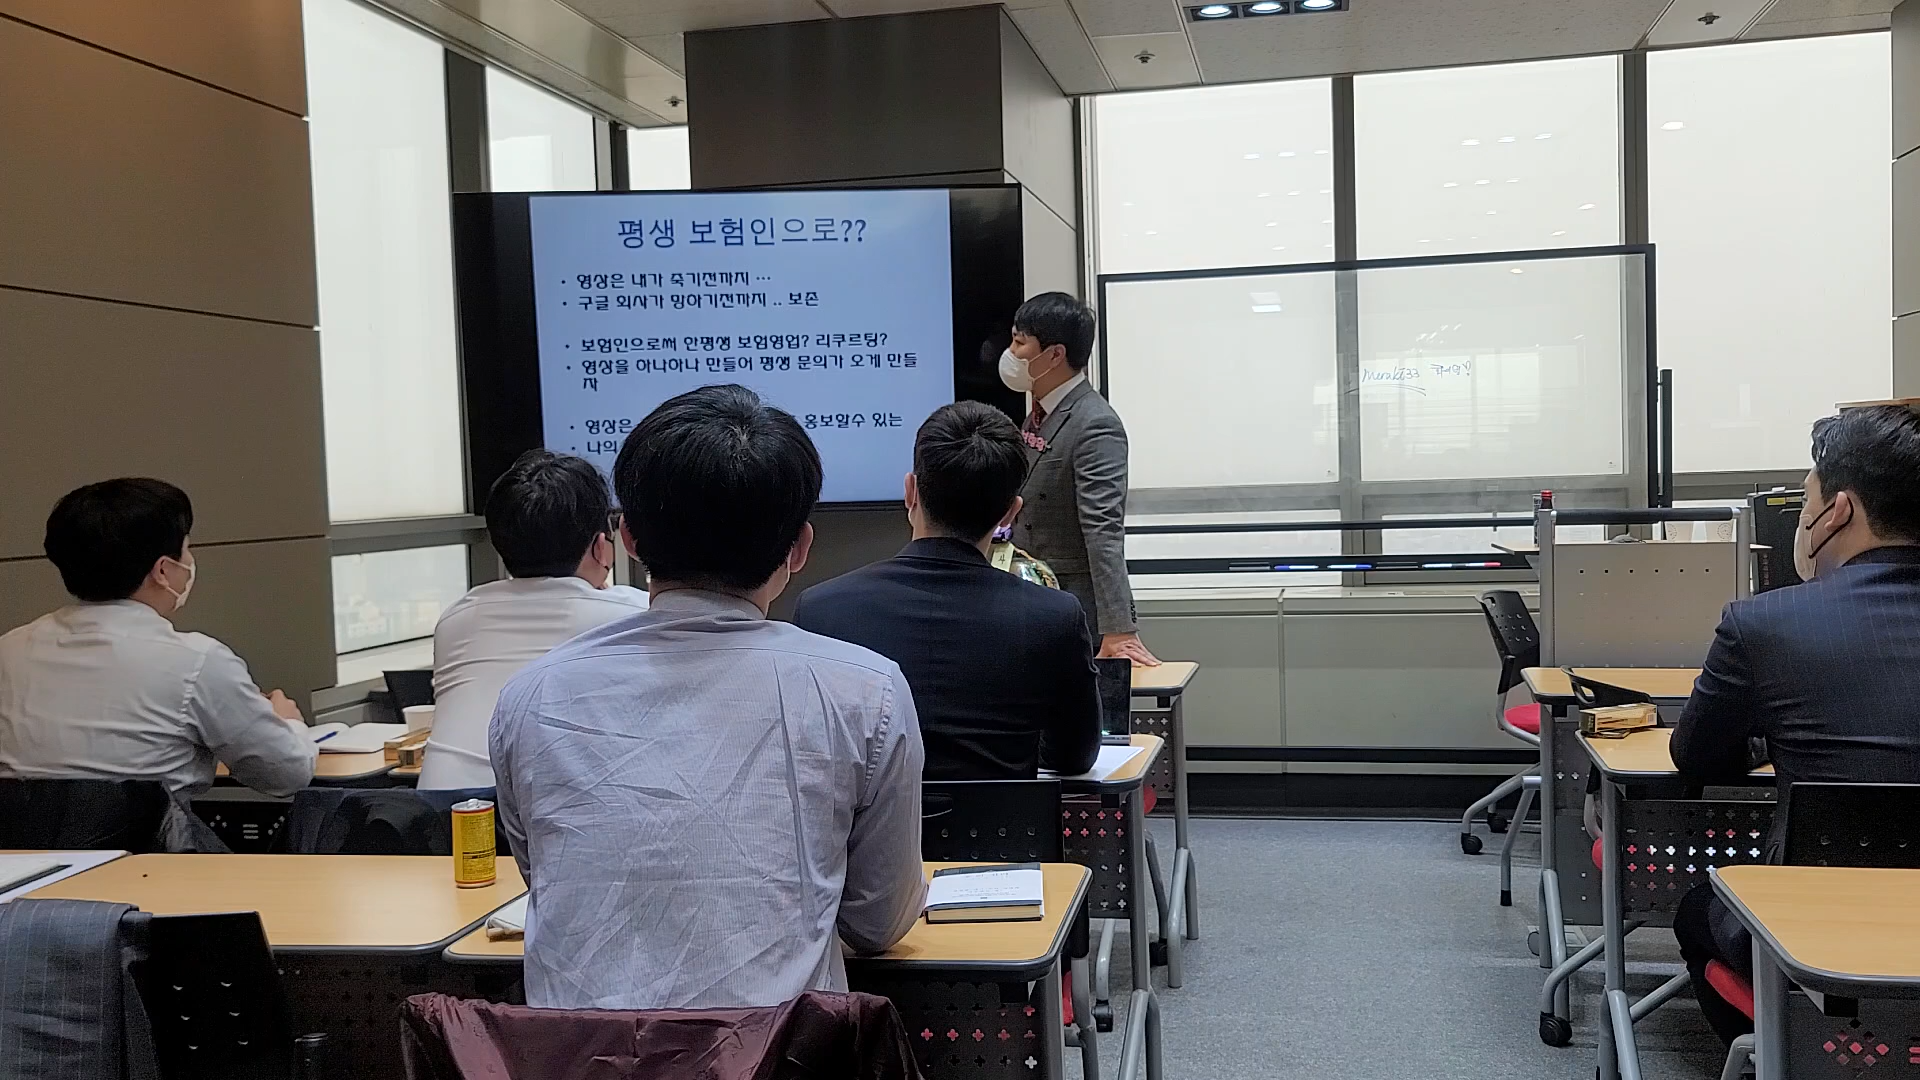 평생 보험인으로??
• 영상은 내가 죽기전까지 …
• 구글 회사가 망하기전까지 .. 보존
• 보험인으로써 한평생 보험영업? 리쿠르팅?
• 영상을 하나하나 만들어 평생 문의가 오게 만들
자
• 영상은
홍보할수 있는
• 나의
Meraki33